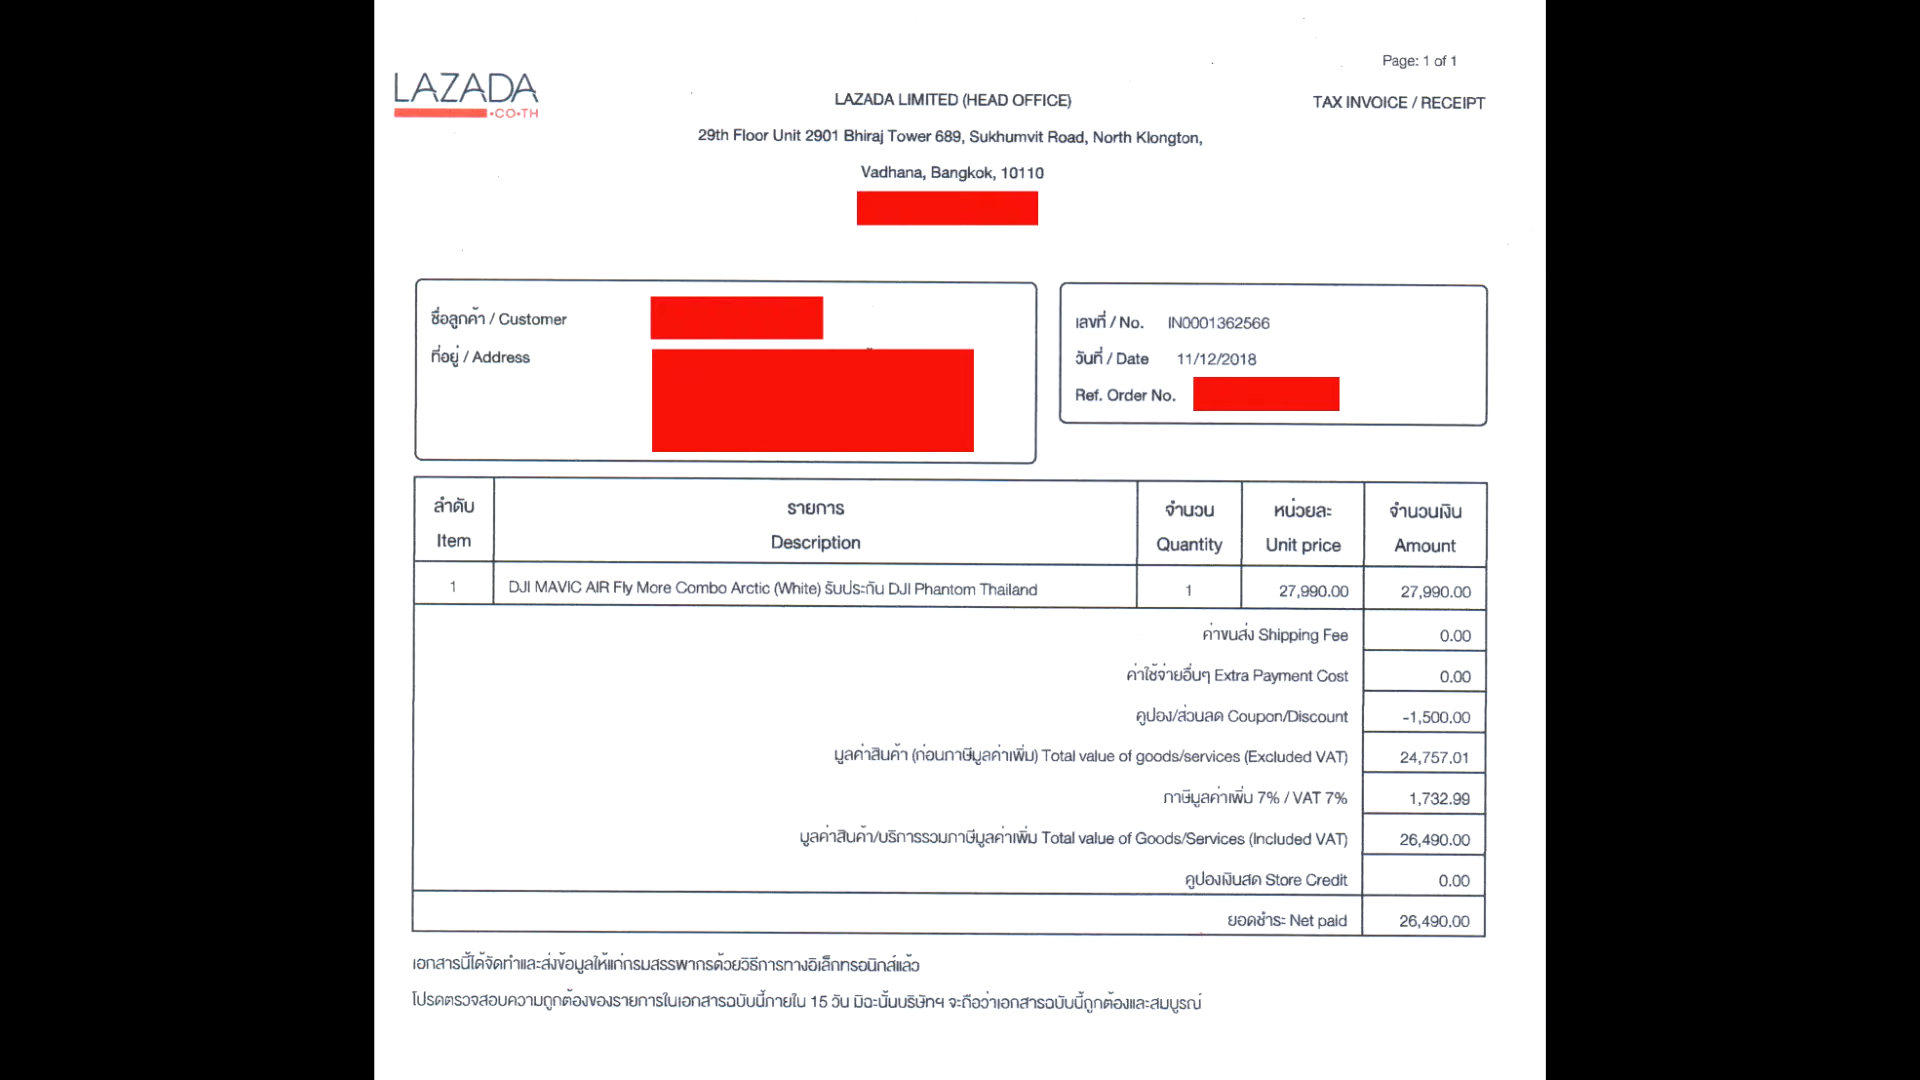 Page: 1 of 1
LAZADA
•CO•TH
LAZADA LIMITED (HEAD OFFICE)
TAX INVOICE / RECEIPT
29th Floor Unit 2901 Bhiraj Tower 689, Sukhumvit Road, North Klongton,
Vadhana, Bangkok, 10110
ชื่อลูกค้า / Customer
ที่อยู่ / Address
เลขที่ / No. IN0001362566
วันที่ / Date 11/12/2018
Ref. Order No.
ลำดับ รายการ จำนวน หน่วยละ จำนวนเงิน
Item Description Quantity Unit price Amount
1 DJI MAVIC AIR Fly More Combo Arctic (White) รับประกัน DJI Phantom Thailand 1 27,990.00 27,990.00
ค่าขนส่ง Shipping Fee 0.00
ค่าใช้จ่ายอื่นๆ Extra Payment Cost 0.00
คูปอง/ส่วนลด Coupon/Discount -1,500.00
มูลค่าสินค้า (ก่อนภาษีมูลค่าเพิ่ม) Total value of goods/services (Excluded VAT) 24,757.01
ภาษีมูลค่าเพิ่ม 7% / VAT 7% 1,732.99
มูลค่าสินค้า/บริการรวมภาษีมูลค่าเพิ่ม Total value of Goods/Services (Included VAT) 26,490.00
คูปองเงินสด Store Credit 0.00
ยอดชำระ Net paid 26,490.00
เอกสารนี้ได้จัดทำและส่งข้อมูลให้แก่กรมสรรพากรด้วยวิธีการทางอิเล็กทรอนิกส์แล้ว
โปรดตรวจสอบความถูกต้องของรายการในเอกสารฉบับนี้ภายใน 15 วัน มิฉะนั้นบริษัทฯ จะถือว่าเอกสารฉบับนี้ถูกต้องและสมบูรณ์